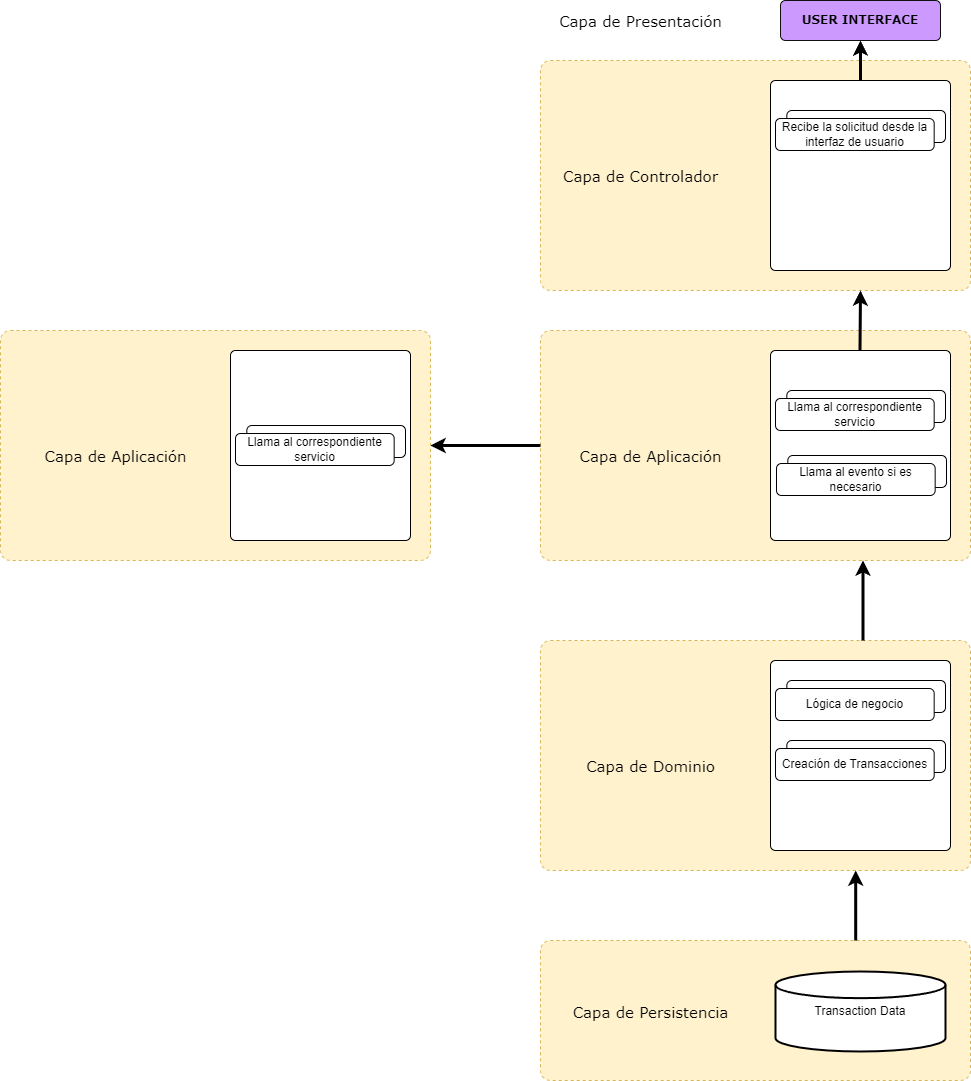 Capa de Presentación
USER INTERFACE
Recibe la solicitud desde la
interfaz de usuario
Capa de Controlador
Capa de Aplicación
Llama al correspondiente
servicio
Capa de Aplicación
Llama al correspondiente
servicio
Llama al evento si es
necesario
Capa de Dominio
Lógica de negocio
Creación de Transacciones
Capa de Persistencia
Transaction Data